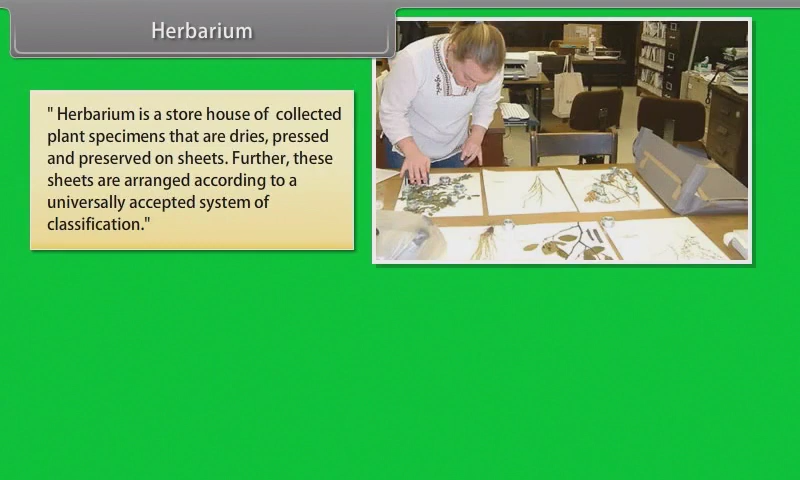 Herbarium
" Herbarium is a store house of  collected
plant specimens that are dries, pressed
and preserved on sheets. Further, these
sheets are arranged according to a
universally accepted system of
classification."